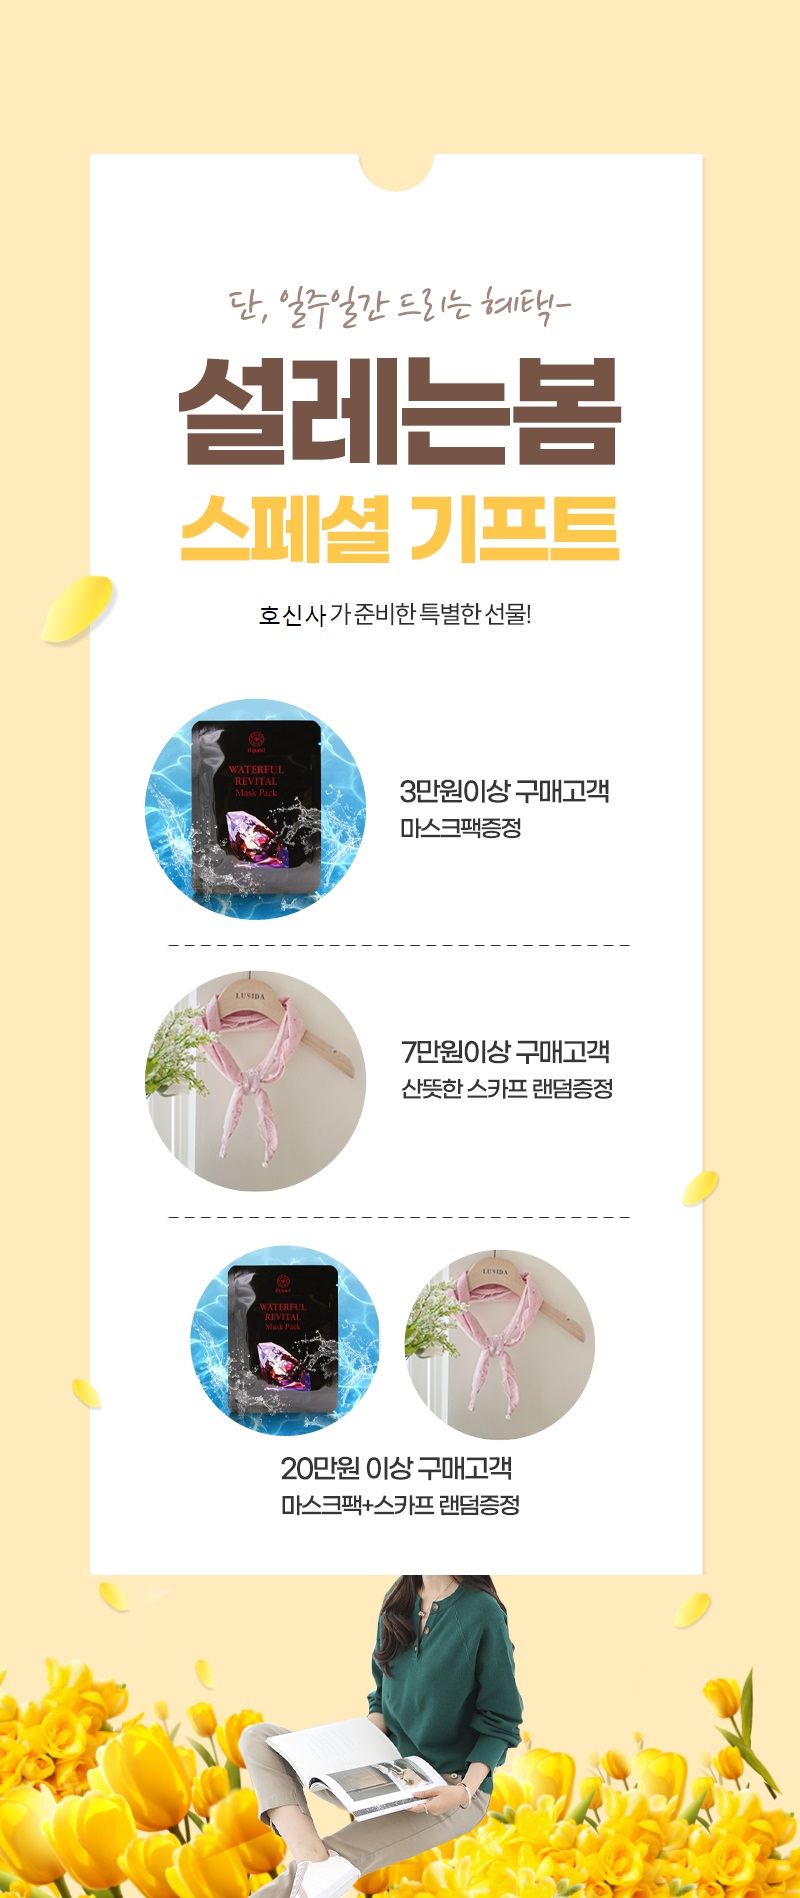 단, 일주일간 드리는 혜택-
설레는봄
스페셜 기프트
호신사 가 준비한 특별한 선물!
WATERFUL
REVITAL
Mask Pack
3만원이상 구매고객
마스크팩증정
LUSIDA
7만원이상 구매고객
산뜻한 스카프 랜덤증정
WATERFUL
REVITAL
Mask Pack
LUSIDA
20만원 이상 구매고객
마스크팩+스카프 랜덤증정